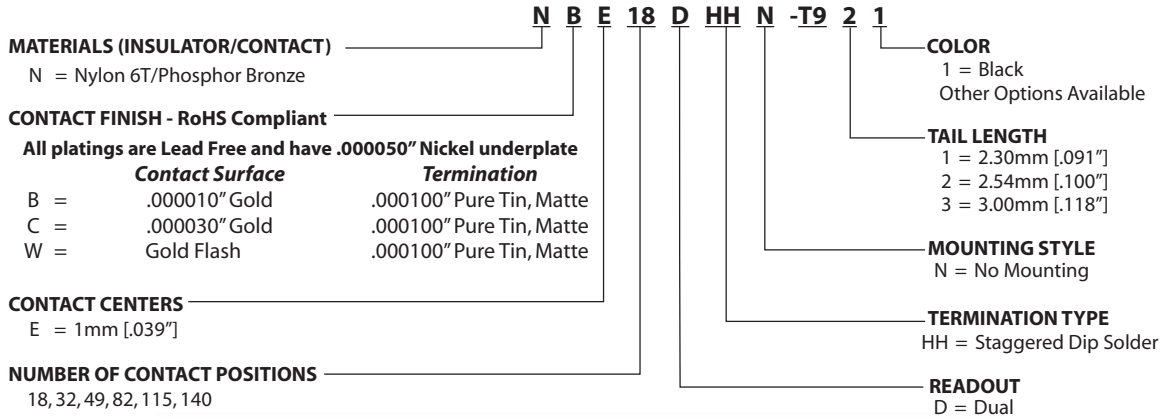 N B E 18 D HH N -T9 2 1
MATERIALS (INSULATOR/CONTACT)
N = Nylon 6T/Phosphor Bronze
CONTACT FINISH - RoHS Compliant
All platings are Lead Free and have .000050" Nickel underplate
Contact Surface Termination
B = .000010" Gold .000100" Pure Tin, Matte
C = .000030" Gold .000100" Pure Tin, Matte
W = Gold Flash .000100" Pure Tin, Matte
CONTACT CENTERS
E = 1mm [.039"]
NUMBER OF CONTACT POSITIONS
18, 32, 49, 82, 115, 140
COLOR
1 = Black
Other Options Available
TAIL LENGTH
1 = 2.30mm [.091"]
2 = 2.54mm [.100"]
3 = 3.00mm [.118"]
MOUNTING STYLE
N = No Mounting
TERMINATION TYPE
HH = Staggered Dip Solder
READOUT
D = Dual